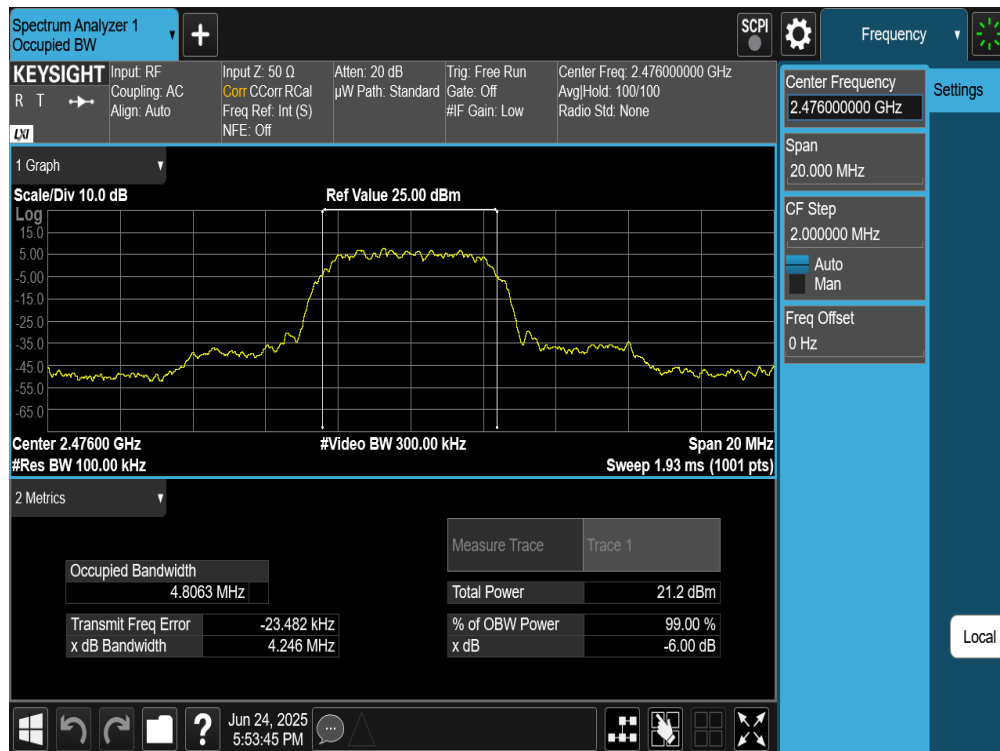 Spectrum Analyzer 1
Occupied BW
+
SCPI
Frequency
KEYSIGHT
R T
LXI
Input: RF
Coupling: AC
Align: Auto
Input Z: 50 Ω
Corr CCorr RCal
Freq Ref: Int (S)
NFE: Off
Atten: 20 dB
µW Path: Standard
Trig: Free Run
Gate: Off
#IF Gain: Low
Center Freq: 2.476000000 GHz
Avg|Hold: 100/100
Radio Std: None
Center Frequency
2.476000000 GHz
Settings
Span
20.000 MHz
CF Step
2.000000 MHz
Auto
Man
Freq Offset
0 Hz
Local
1 Graph
Scale/Div 10.0 dB
Ref Value 25.00 dBm
Log
15.0
5.00
-5.00
-15.0
-25.0
-35.0
-45.0
-55.0
-65.0
Center 2.47600 GHz
#Video BW 300.00 kHz
Span 20 MHz
#Res BW 100.00 kHz
Sweep 1.93 ms (1001 pts)
2 Metrics
Measure Trace
Trace 1
Occupied Bandwidth
4.8063 MHz
Total Power
21.2 dBm
Transmit Freq Error
-23.482 kHz
% of OBW Power
99.00 %
x dB Bandwidth
4.246 MHz
x dB
-6.00 dB
?
Jun 24, 2025
5:53:45 PM